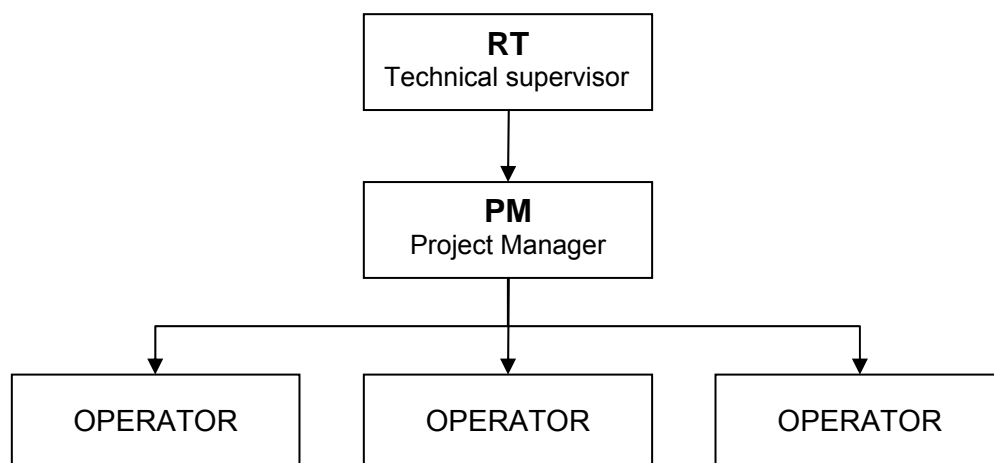 RT
Technical supervisor
PM
Project Manager
OPERATOR
OPERATOR
OPERATOR